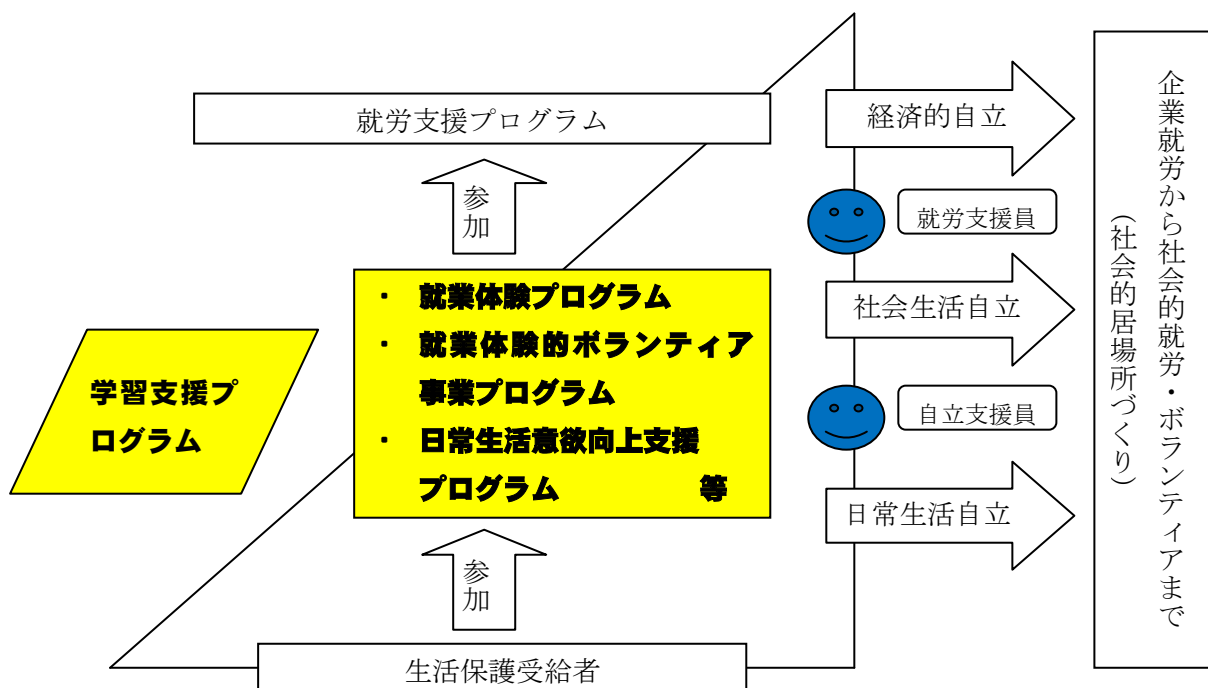 就労支援プログラム
参加
・ 就業体験プログラム
・ 就業体験的ボランティア
事業プログラム
・ 日常生活意欲向上支援
プログラム 等
学習支援プ
ログラム
参加
生活保護受給者
経済的自立
就労支援員
社会生活自立
自立支援員
日常生活自立
企業就労から社会的就労・ボランティアまで
(社会的居場所づくり)